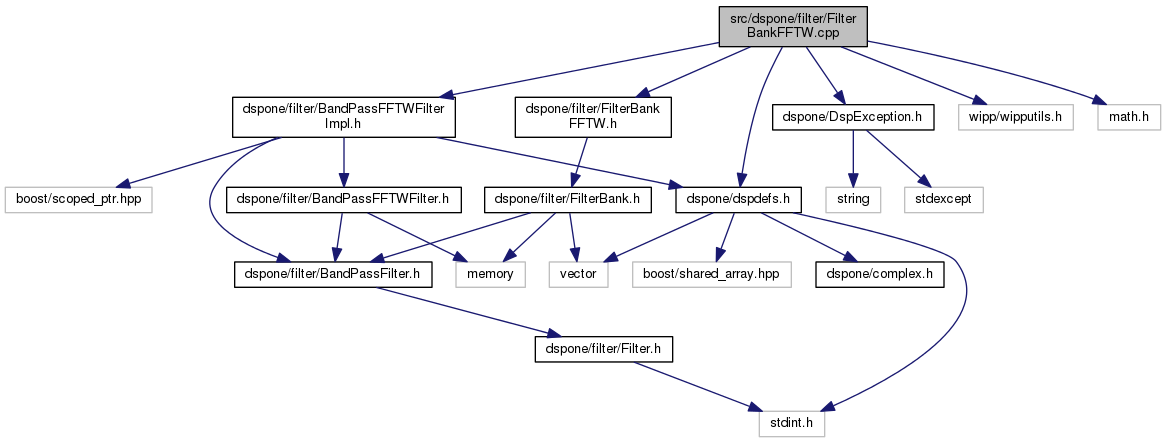 src/dspone/filter/Filter
BankFFTW.cpp
dspone/filter/BandPassFFTWFilter
Impl.h
dspone/filter/FilterBank
FFTW.h
dspone/DspException.h
wipp/wipputils.h
math.h
boost/scoped_ptr.hpp
dspone/filter/BandPassFFTWFilter.h
dspone/filter/FilterBank.h
dspone/dspdefs.h
string
stdexcept
dspone/filter/BandPassFilter.h
memory
vector
boost/shared_array.hpp
dspone/complex.h
dspone/filter/Filter.h
stdint.h